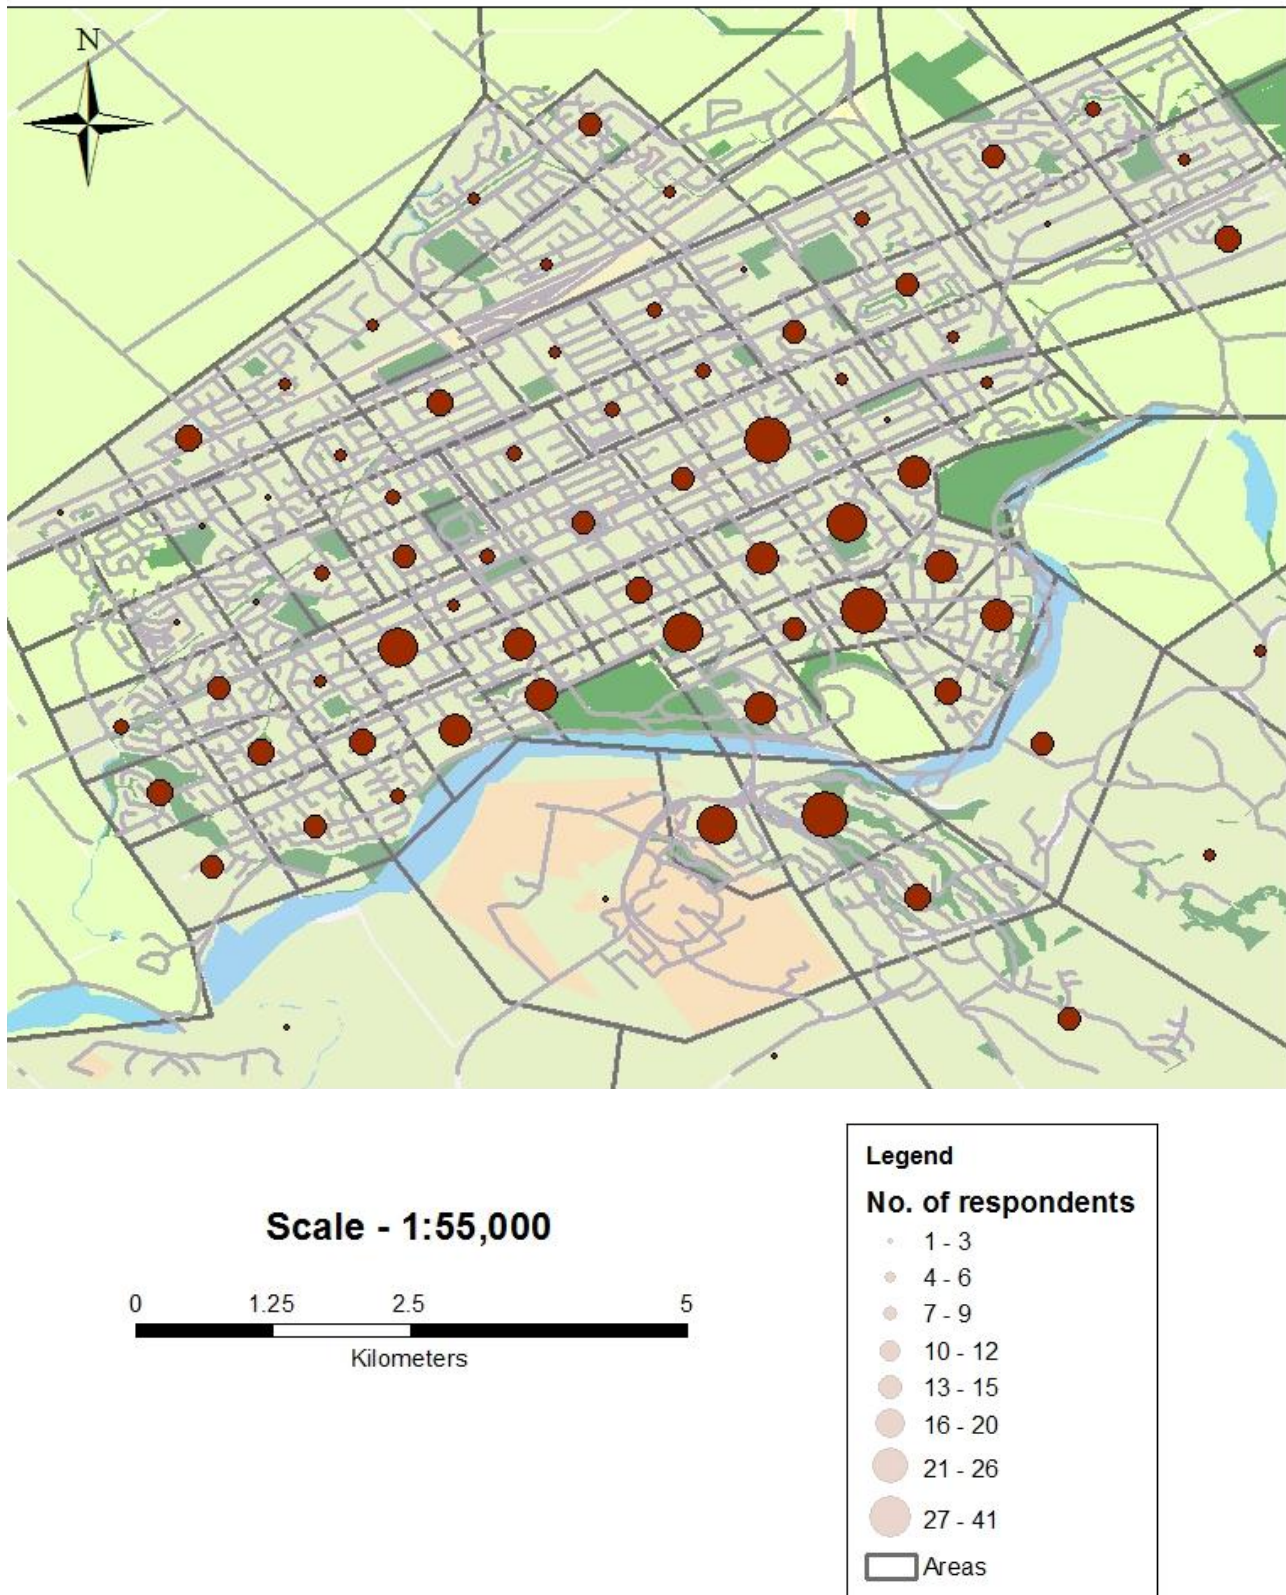 N
Scale - 1:55,000
0 1.25 2.5 5
Kilometers
Legend
No. of respondents
1 - 3
4 - 6
7 - 9
10 - 12
13 - 15
16 - 20
21 - 26
27 - 41
Areas